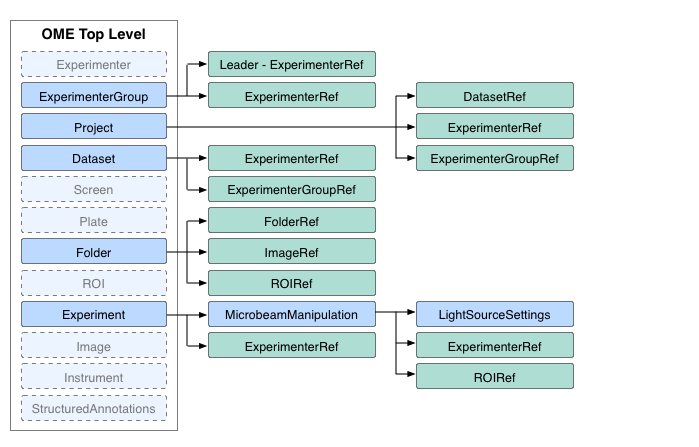 OME Top Level
Experimenter
Leader - ExperimenterRef
ExperimenterGroup
ExperimenterRef
DatasetRef
Project
ExperimenterRef
Dataset
ExperimenterRef
ExperimenterGroupRef
Screen
ExperimenterGroupRef
Plate
FolderRef
Folder
ImageRef
ROI
ROIRef
Experiment
MicrobeamManipulation
LightSourceSettings
Image
ExperimenterRef
ExperimenterRef
Instrument
ROIRef
StructuredAnnotations